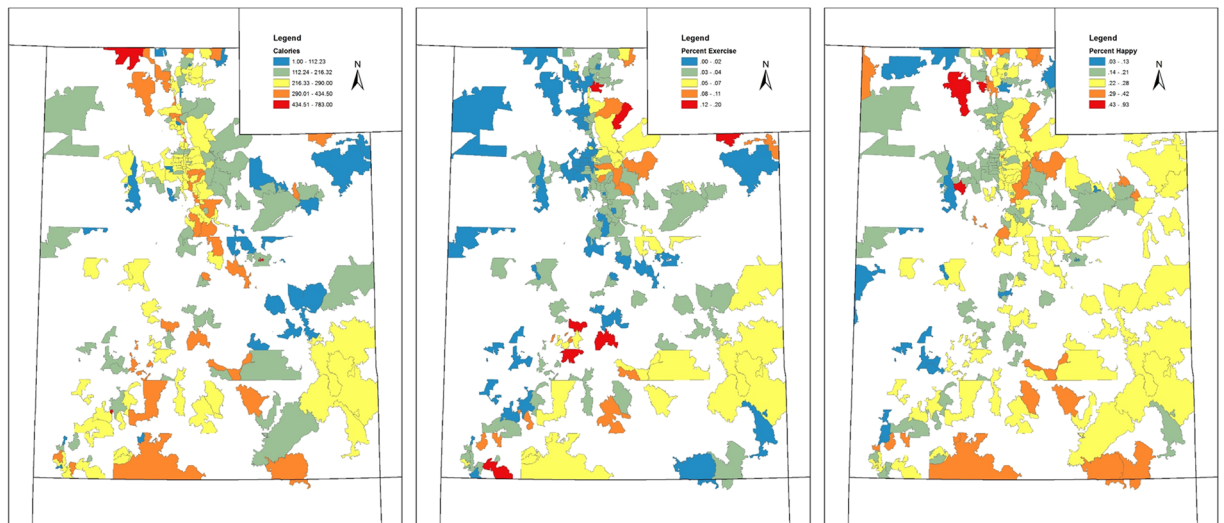 Legend
Calories
1.00 - 112.23
112.24 - 216.32
216.33 - 290.00
290.01 - 434.50
434.51 - 783.00
N
Legend
Percent Exercise
.00 - .02
.03 - .04
.05 - .07
.08 - .11
.12 - .20
N
Legend
Percent Happy
.03 - .13
.14 - .21
.22 - .28
.29 - .42
.43 - .93
N